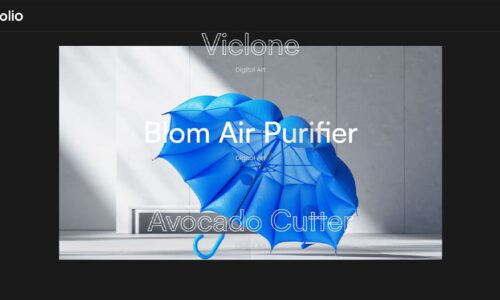 olio
Viclone
Digital Art
Blom Air Purifier
Digital Art
Avocado Cutter